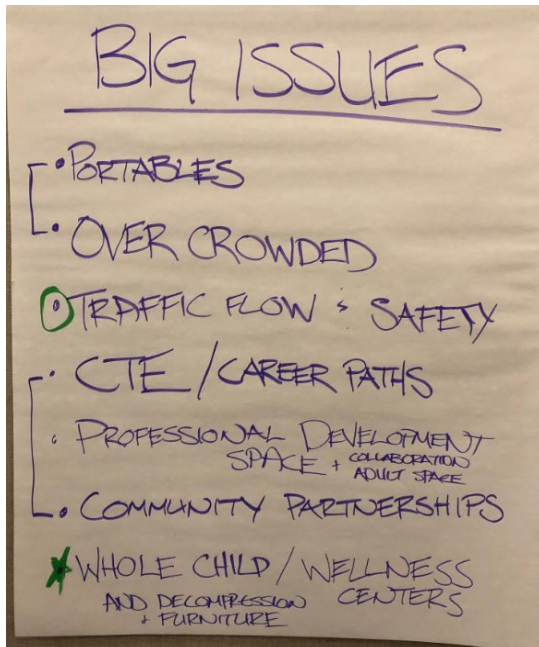 BIG ISSUES
• PORTABLES
• OVER CROWDED
• TRAFFIC FLOW & SAFETY
• CTE / CAREER PATHS
• PROFESSIONAL DEVELOPMENT
SPACE + COLLABORATION
ADULT SPACE
• COMMUNITY PARTNERSHIPS
• WHOLE CHILD / WELLNESS
AND DECOMPRESSION CENTERS
+ FURNITURE